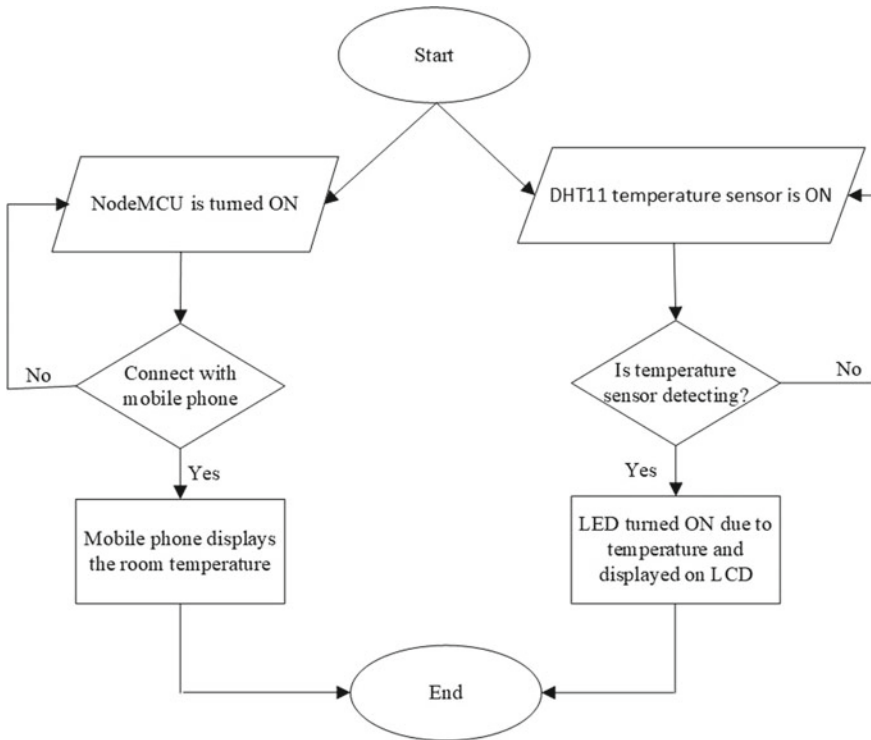 Start
NodeMCU is turned ON
DHT11 temperature sensor is ON
No
Connect with
mobile phone
Is temperature
sensor detecting?
No
Yes
Yes
Mobile phone displays
the room temperature
LED turned ON due to
temperature and
displayed on LCD
End